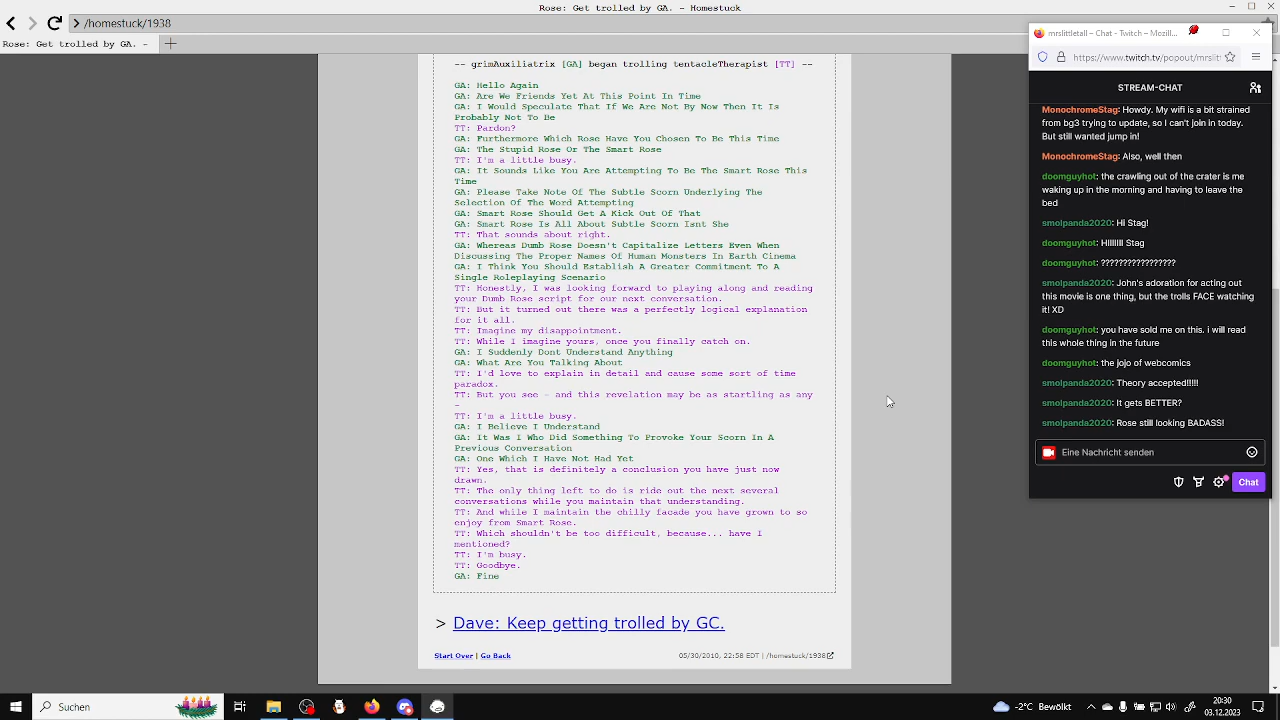 Rose: Get trolled by GA. - Homestuck
/homestuck/1938
Rose: Get trolled by GA. -
-- grimAuxiliatrix [GA] began trolling tentacleTherapist [TT] --
GA: Hello Again
GA: Are We Friends Yet At This Point In Time
GA: I Would Speculate That If We Are Not By Now Then It Is
Probably Not To Be
TT: Pardon?
GA: Furthermore Which Rose Have You Chosen To Be This Time
GA: The Stupid Rose Or The Smart Rose
TT: I'm a little busy.
GA: It Sounds Like You Are Attempting To Be The Smart Rose This
Time
GA: Please Take Note Of The Subtle Scorn Underlying The
Selection Of The Word Attempting
GA: Smart Rose Should Get A Kick Out Of That
GA: Smart Rose Is All About Subtle Scorn Isnt She
TT: That sounds about right.
GA: Whereas Dumb Rose Doesn't Capitalize Letters Even When
Discussing The Proper Names Of Human Monsters In Earth Cinema
GA: I Think You Should Establish A Greater Commitment To A
Single Roleplaying Scenario
TT: Honestly, I was looking forward to playing along and reading
your Dumb Rose script for our next conversation.
TT: But it turned out there was a perfectly logical explanation
for it all.
TT: Imagine my disappointment.
TT: While I imagine yours, once you finally catch on.
GA: I Suddenly Dont Understand Anything
GA: What Are You Talking About
TT: I'd love to explain in detail and cause some sort of time
paradox.
TT: But you see - and this revelation may be as startling as any
-
TT: I'm a little busy.
GA: I Believe I Understand
GA: It Was I Who Did Something To Provoke Your Scorn In A
Previous Conversation
GA: One Which I Have Not Had Yet
TT: Yes, that is definitely a conclusion you have just now
drawn.
TT: The only thing left to do is ride out the next several
conversations while you maintain that understanding.
TT: And while I maintain the chilly facade you have grown to so
enjoy from Smart Rose.
TT: Which shouldn't be too difficult, because... have I
mentioned?
TT: I'm busy.
TT: Goodbye.
GA: Fine
> Dave: Keep getting trolled by GC.
Start Over | Go Back
05/30/2010, 22:58 EDT | /homestuck/1938
mrslittletall – Chat - Twitch – Mozill...
https://www.twitch.tv/popout/mrslit
STREAM-CHAT
MonochromeStag: Howdy. My wifi is a bit strained
from bg3 trying to update, so I can't join in today.
But still wanted jump in!
MonochromeStag: Also, well then
doomguyhot: the crawling out of the crater is me
waking up in the morning and having to leave the
bed
smolpanda2020: Hi Stag!
doomguyhot: HIIIIIII Stag
doomguyhot: ?????????????????
smolpanda2020: John's adoration for acting out
this movie is one thing, but the trolls FACE watching
it! XD
doomguyhot: you have sold me on this. i will read
this whole thing in the future
doomguyhot: the jojo of webcomics
smolpanda2020: Theory accepted!!!!!
smolpanda2020: It gets BETTER?
smolpanda2020: Rose still looking BADASS!
Eine Nachricht senden
Chat
Suchen
-2°C Bewölkt
20:30
03.12.2023